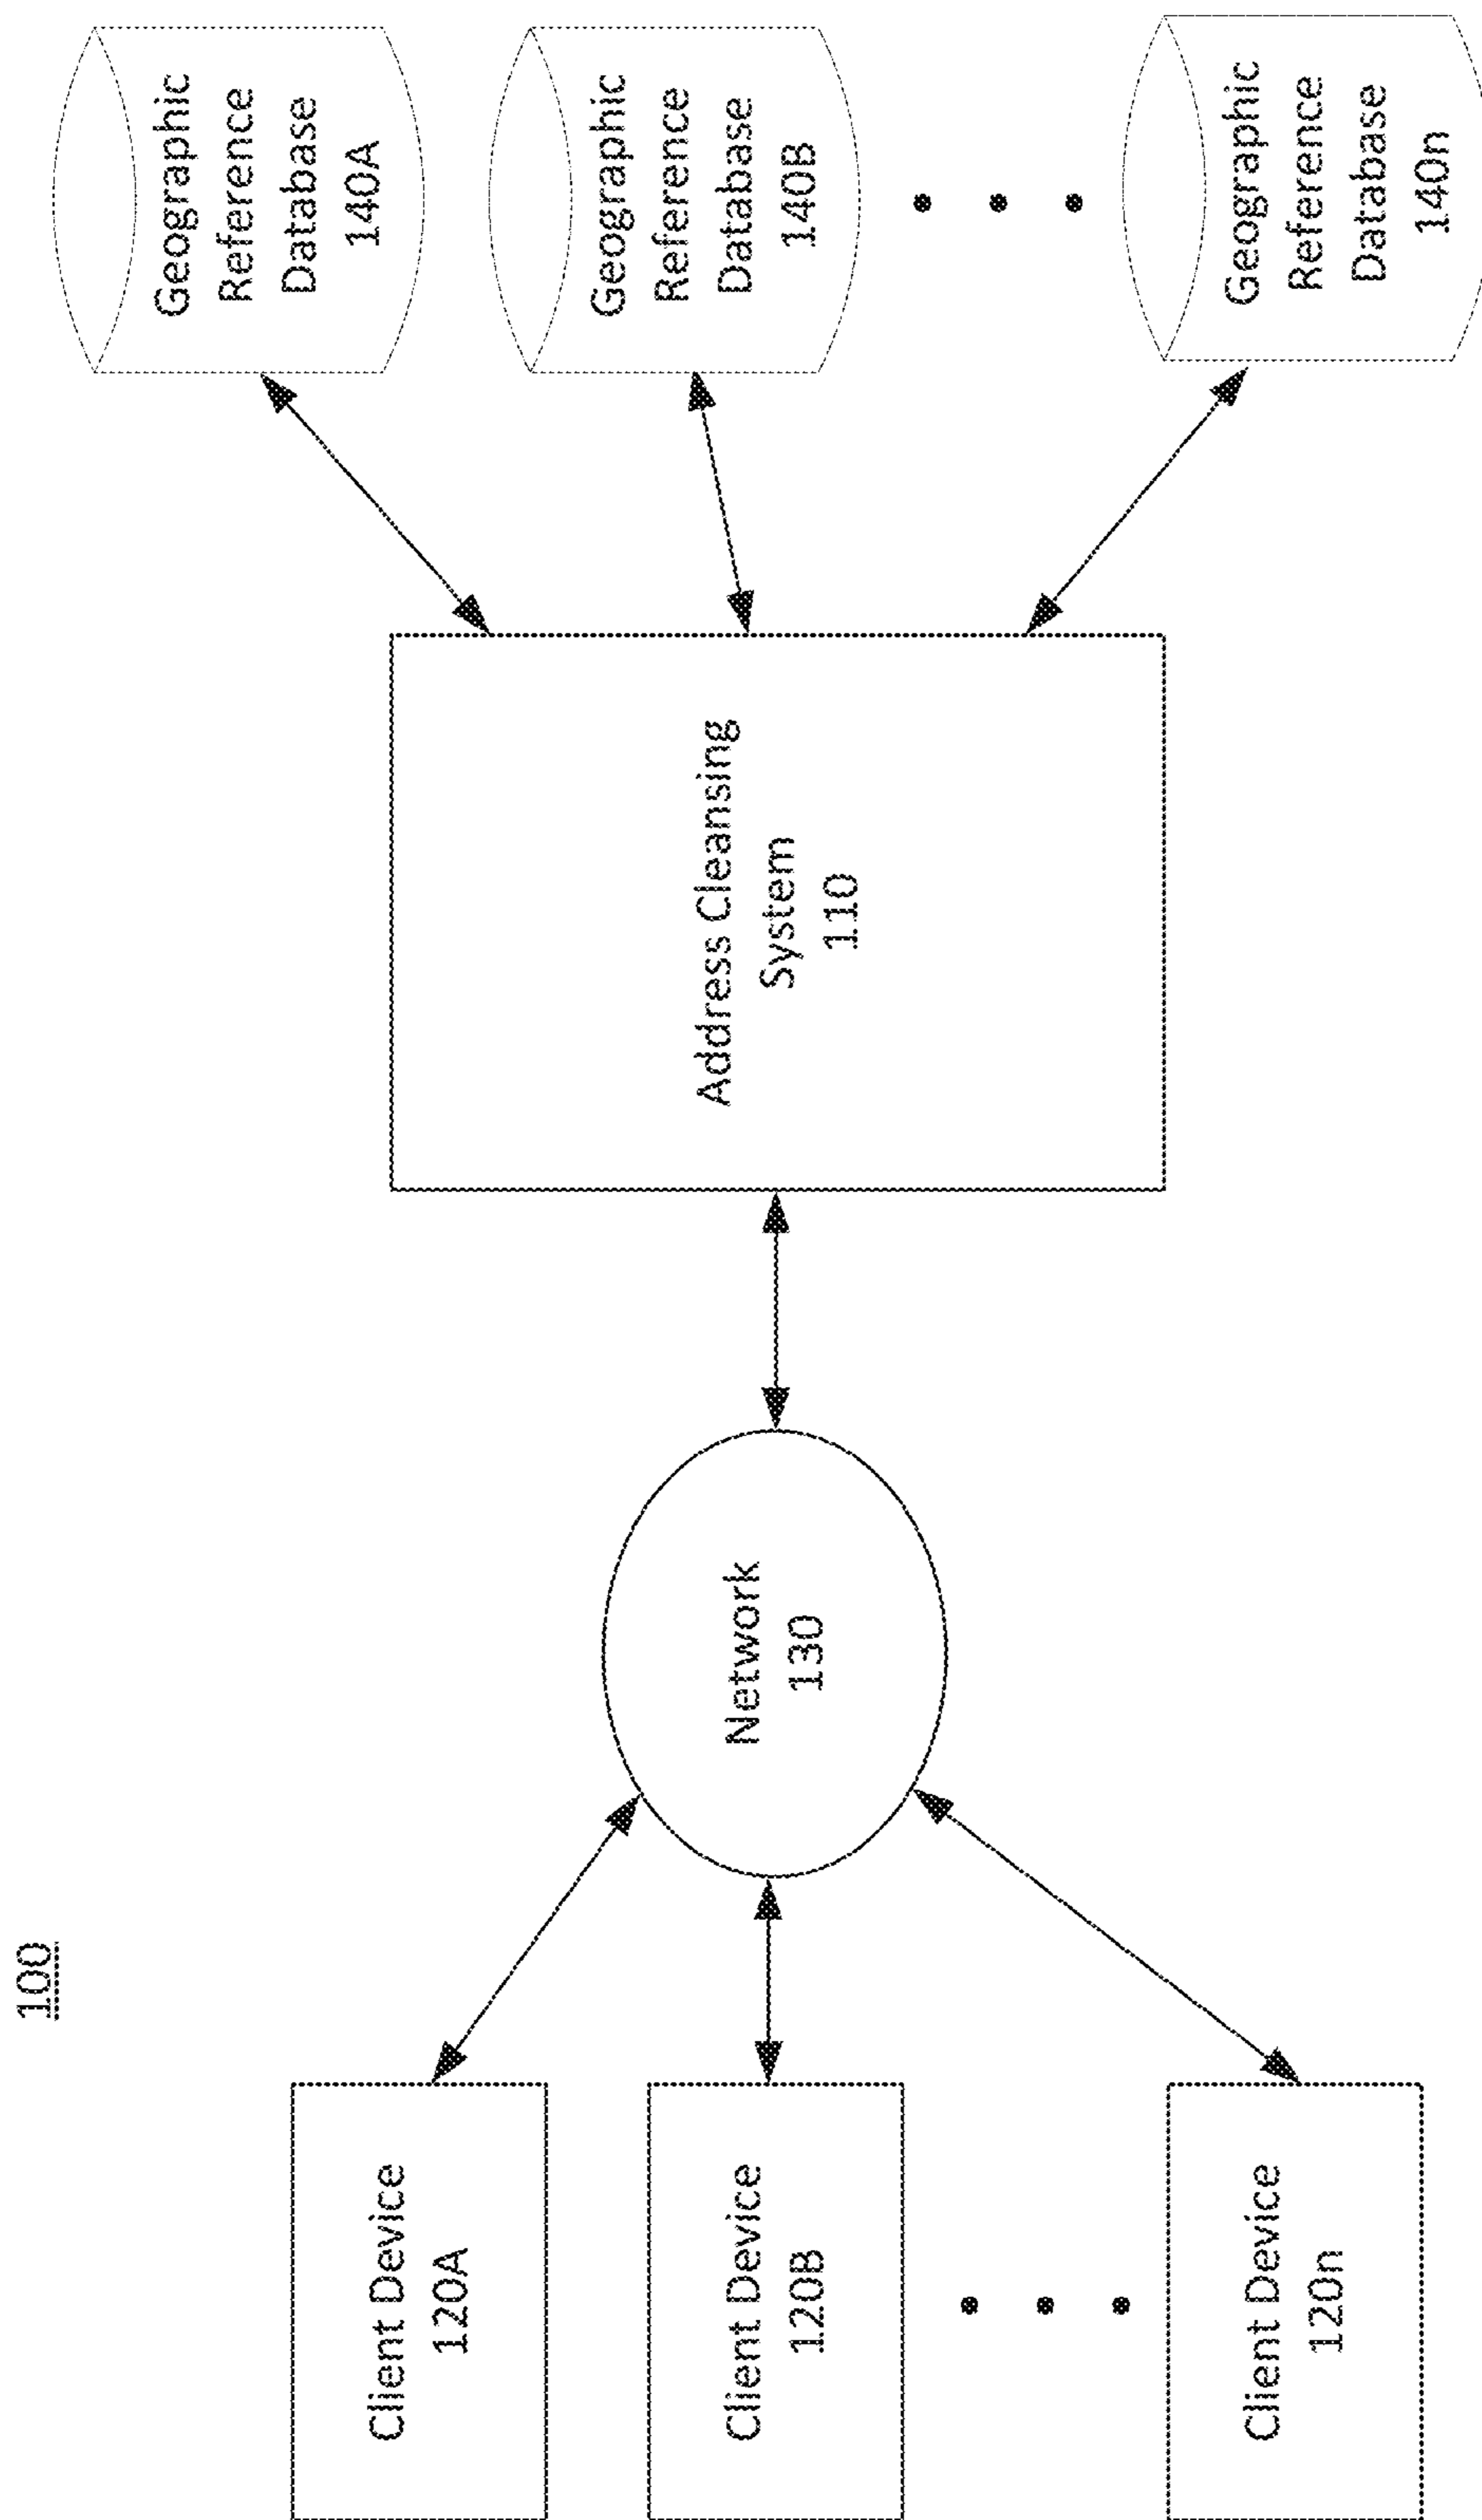 100
Client Device
120A
Client Device
120B
Client Device
120n
Network
130
Address Cleansing
System
110
Geographic
Reference
Database
140A
Geographic
Reference
Database
140B
Geographic
Reference
Database
140n